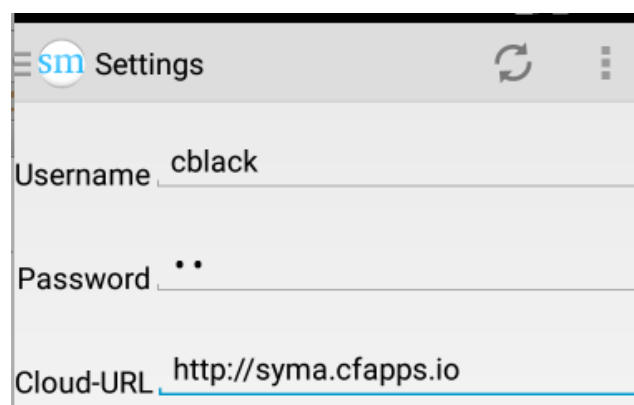 sm Settings
Username cblack
Password ••
Cloud-URL http://syma.cfapps.io